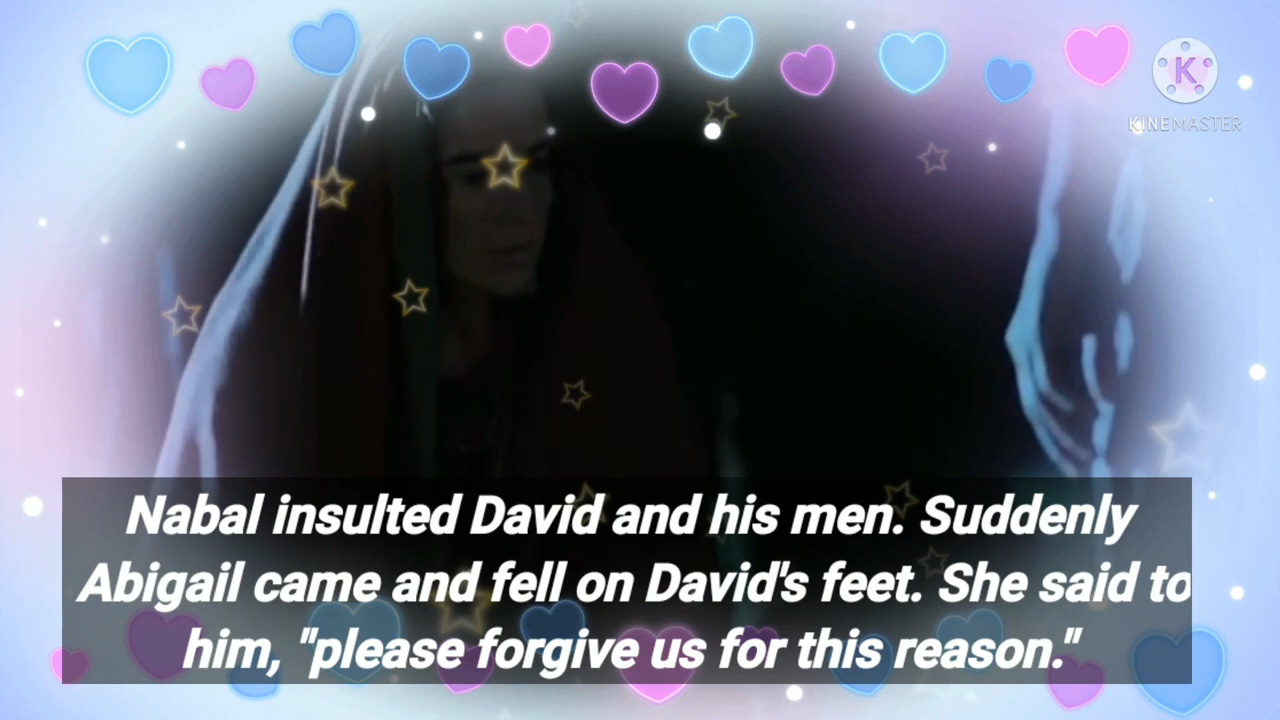 K
KINEMASTER
Nabal insulted David and his men. Suddenly
Abigail came and fell on David's feet. She said to
him, "please forgive us for this reason."